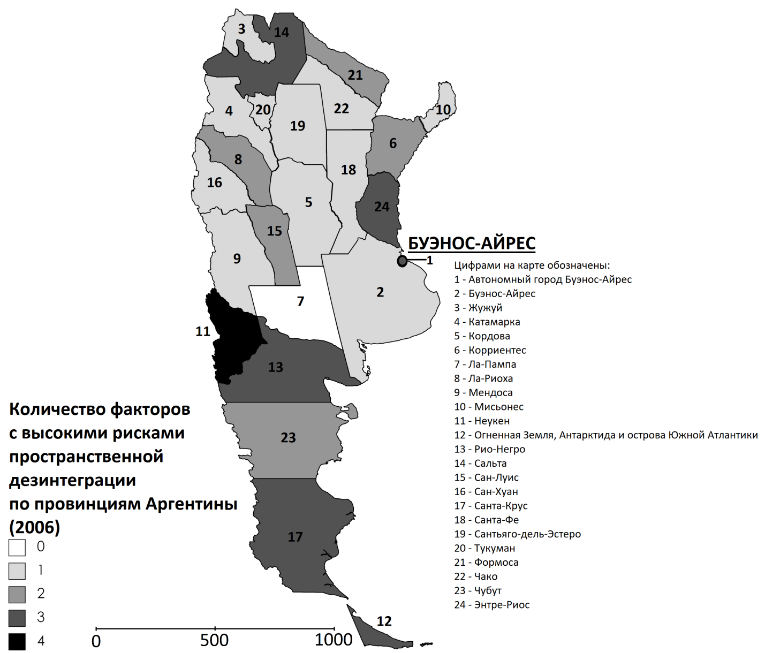 3
14
21
4
20
22
10
19
6
8
18
16
5
24
15
БУЭНОС-АЙРЕС
1
9
2
7
11
13
23
17
12
Цифрами на карте обозначены:
1 - Автономный город Буэнос-Айрес
2 - Буэнос-Айрес
3 - Жужуй
4 - Катамарка
5 - Кордова
6 - Корриентес
7 - Ла-Пампа
8 - Ла-Риоха
9 - Мендоса
10 - Мисьонес
11 - Неукен
12 - Огненная Земля, Антарктида и острова Южной Атлантики
13 - Рио-Негро
14 - Сальта
15 - Сан-Луис
16 - Сан-Хуан
17 - Санта-Крус
18 - Санта-Фе
19 - Сантьяго-дель-Эстеро
20 - Тукуман
21 - Формоса
22 - Чако
23 - Чубут
24 - Энтре-Риос
Количество факторов
с высокими рисками
пространственной
дезинтеграции
по провинциям Аргентины
(2006)
0
1
2
3
4
0 500 1000